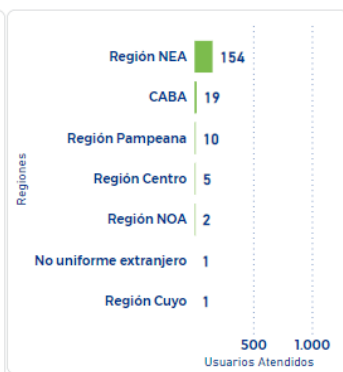 Regiones
Región NEA 154
CABA 19
Región Pampeana 10
Región Centro 5
Región NOA 2
No uniforme extranjero 1
Región Cuyo 1
500 1.000
Usuarios Atendidos